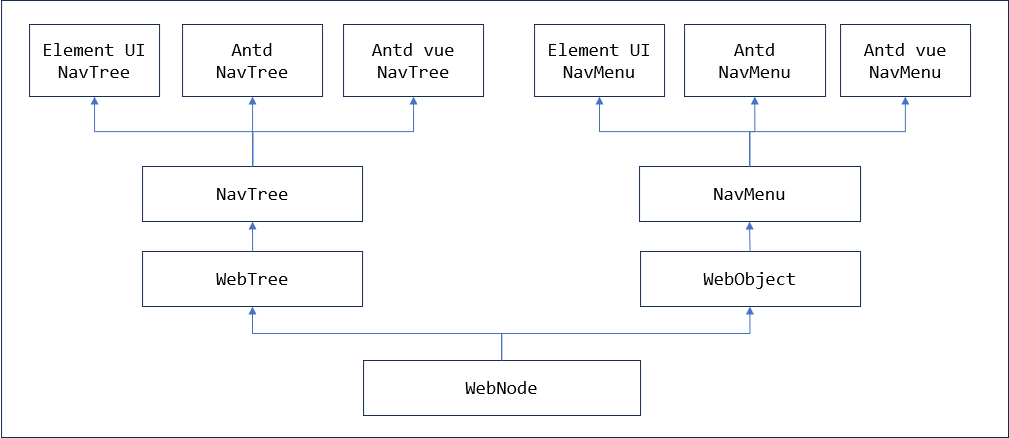 Element UI
NavTree
Antd
NavTree
Antd vue
NavTree
Element UI
NavMenu
Antd
NavMenu
Antd vue
NavMenu
NavTree
NavMenu
WebTree
WebObject
WebNode